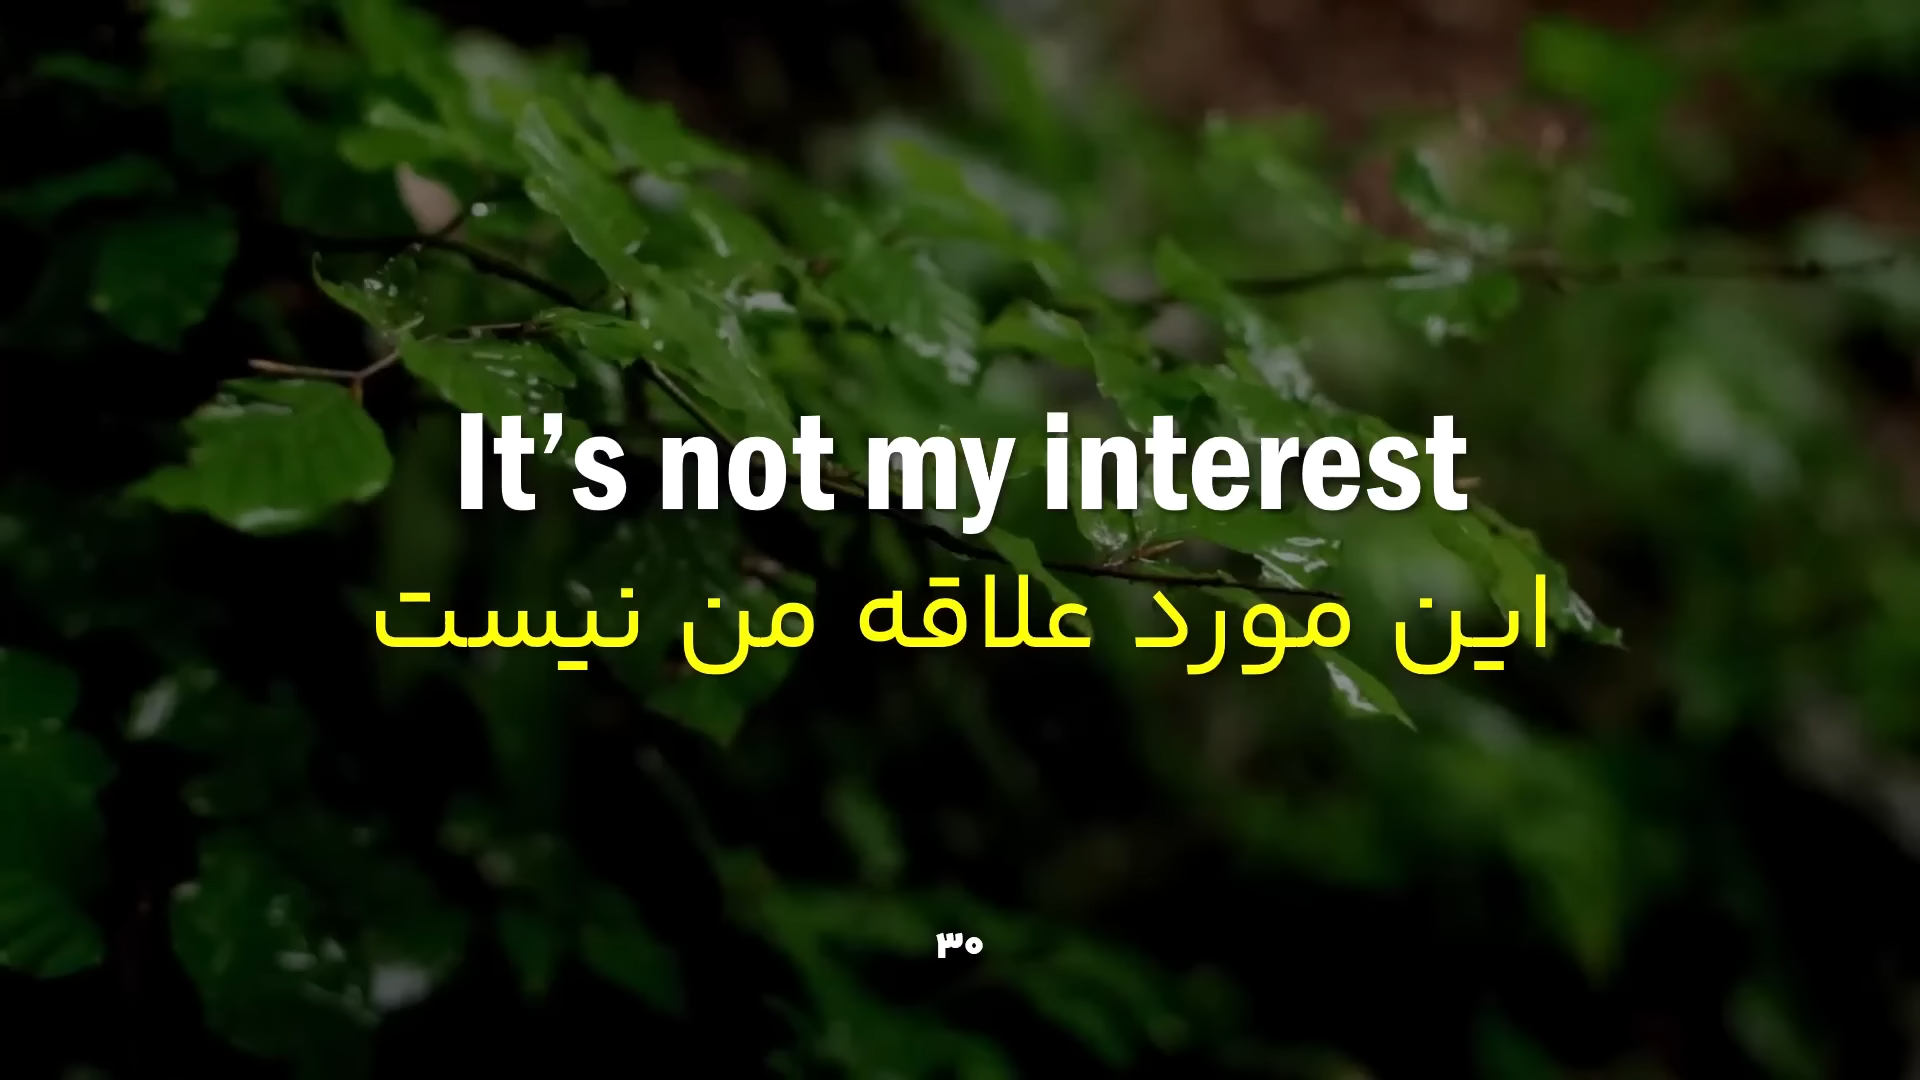 It’s not my interest
این مورد علاقه من نیست
۳۰